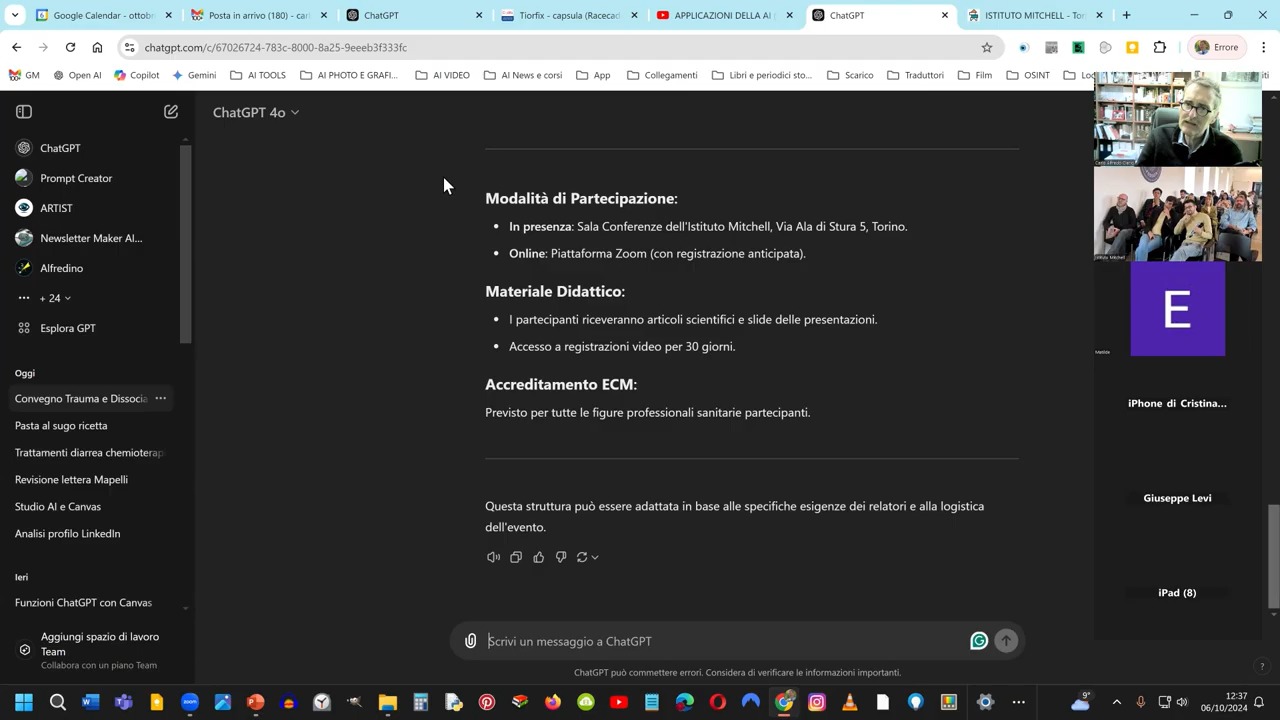 Google Calendar - ottob
Posta in arrivo (180) - cari
ChatGPT
Tiorfix - capsula (Racecad
APPLICAZIONI DELLA AI (
ChatGPT
ISTITUTO MITCHELL - Tor
chatgpt.com/c/67026724-783c-8000-8a25-9eeeb3f333fc
Errore
GM
Open AI
Copilot
Gemini
AI TOOLS
AI PHOTO E GRAFI...
AI VIDEO
AI News e corsi
App
Collegamenti
Libri e periodici sto...
Scarico
Traduttori
Film
OSINT
ChatGPT 4o
ChatGPT
Prompt Creator
ARTIST
Newsletter Maker AI...
Alfredino
+ 24
Esplora GPT
Oggi
Convegno Trauma e Dissocia
Pasta al sugo ricetta
Trattamenti diarrea chemioterap
Revisione lettera Mapelli
Studio AI e Canvas
Analisi profilo LinkedIn
Ieri
Funzioni ChatGPT con Canvas
Aggiungi spazio di lavoro
Team
Collabora con un piano Team
Modalità di Partecipazione:
In presenza: Sala Conferenze dell'Istituto Mitchell, Via Ala di Stura 5, Torino.
Online: Piattaforma Zoom (con registrazione anticipata).
Materiale Didattico:
I partecipanti riceveranno articoli scientifici e slide delle presentazioni.
Accesso a registrazioni video per 30 giorni.
Accreditamento ECM:
Previsto per tutte le figure professionali sanitarie partecipanti.
Questa struttura può essere adattata in base alle specifiche esigenze dei relatori e alla logistica
dell'evento.
Scrivi un messaggio a ChatGPT
ChatGPT può commettere errori. Considera di verificare le informazioni importanti.
E
Matilde
iPhone di Cristina...
Giuseppe Levi
iPad (8)
?
zoom
9°
12:37
06/10/2024